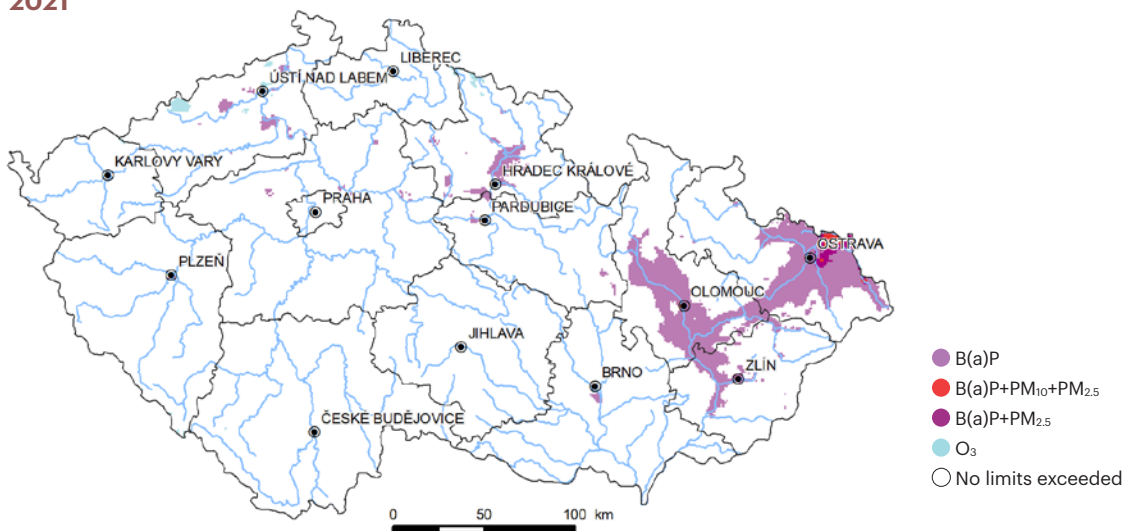 2021
LIBEREC
ÚSTÍ NAD LABEM
KARLOVY VARY
HRADEC KRÁLOVÉ
PRAHA
PARDUBICE
OSTRAVA
PLZEŇ
OLOMOUC
JIHLAVA
ZLÍN
BRNO
ČESKÉ BUDĚJOVICE
B(a)P
B(a)P+PM₁₀+PM₂.₅
B(a)P+PM₂.₅
O₃
No limits exceeded
0 50 100 km